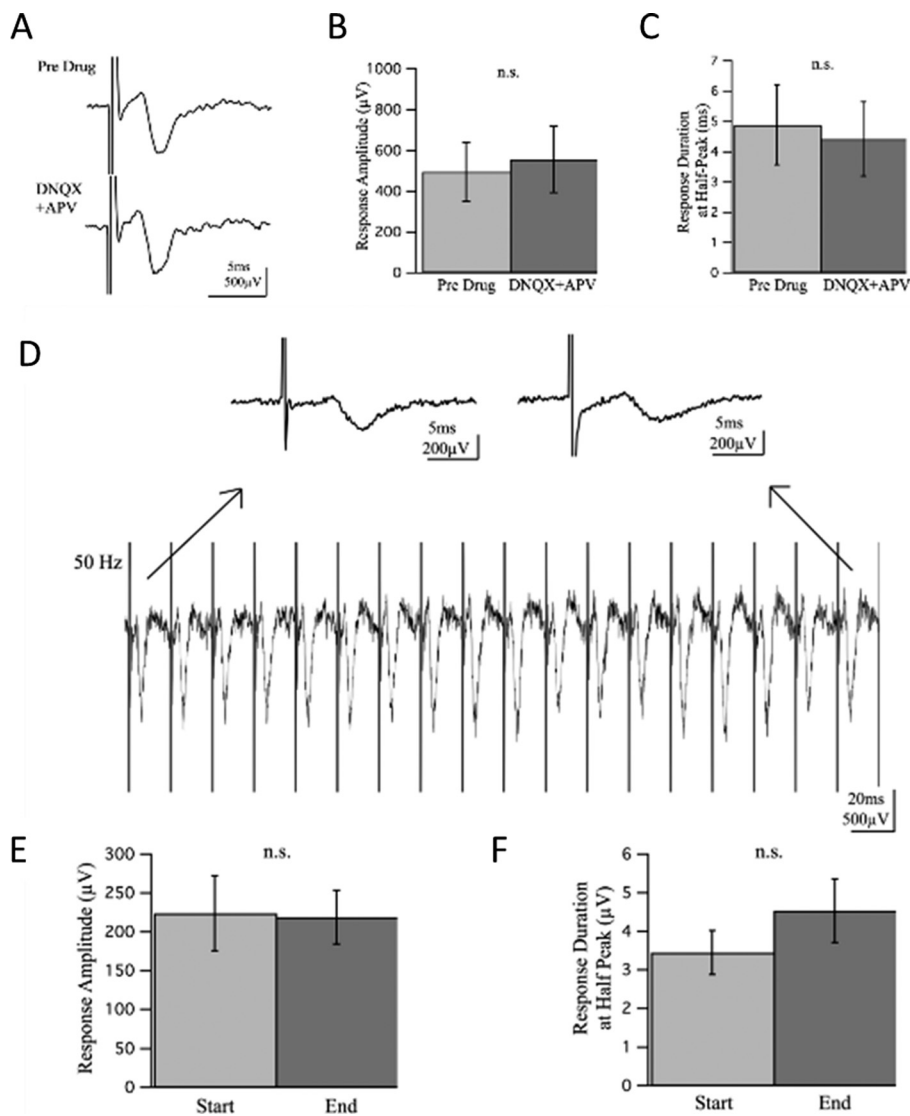 A
Pre Drug
DNQX
+APV
5ms
500µV
B
n.s.
Response Amplitude (µV)
1000
800
600
400
200
0
Pre Drug DNQX+APV
C
n.s.
Response Duration
at Half-Peak (ms)
7
6
5
4
3
2
1
0
Pre Drug DNQX+APV
D
5ms
200µV
5ms
200µV
50 Hz
20ms
500µV
E
n.s.
Response Amplitude (µV)
300
250
200
150
100
50
0
Start End
F
n.s.
Response Duration
at Half Peak (µV)
6
5
4
3
2
1
0
Start End